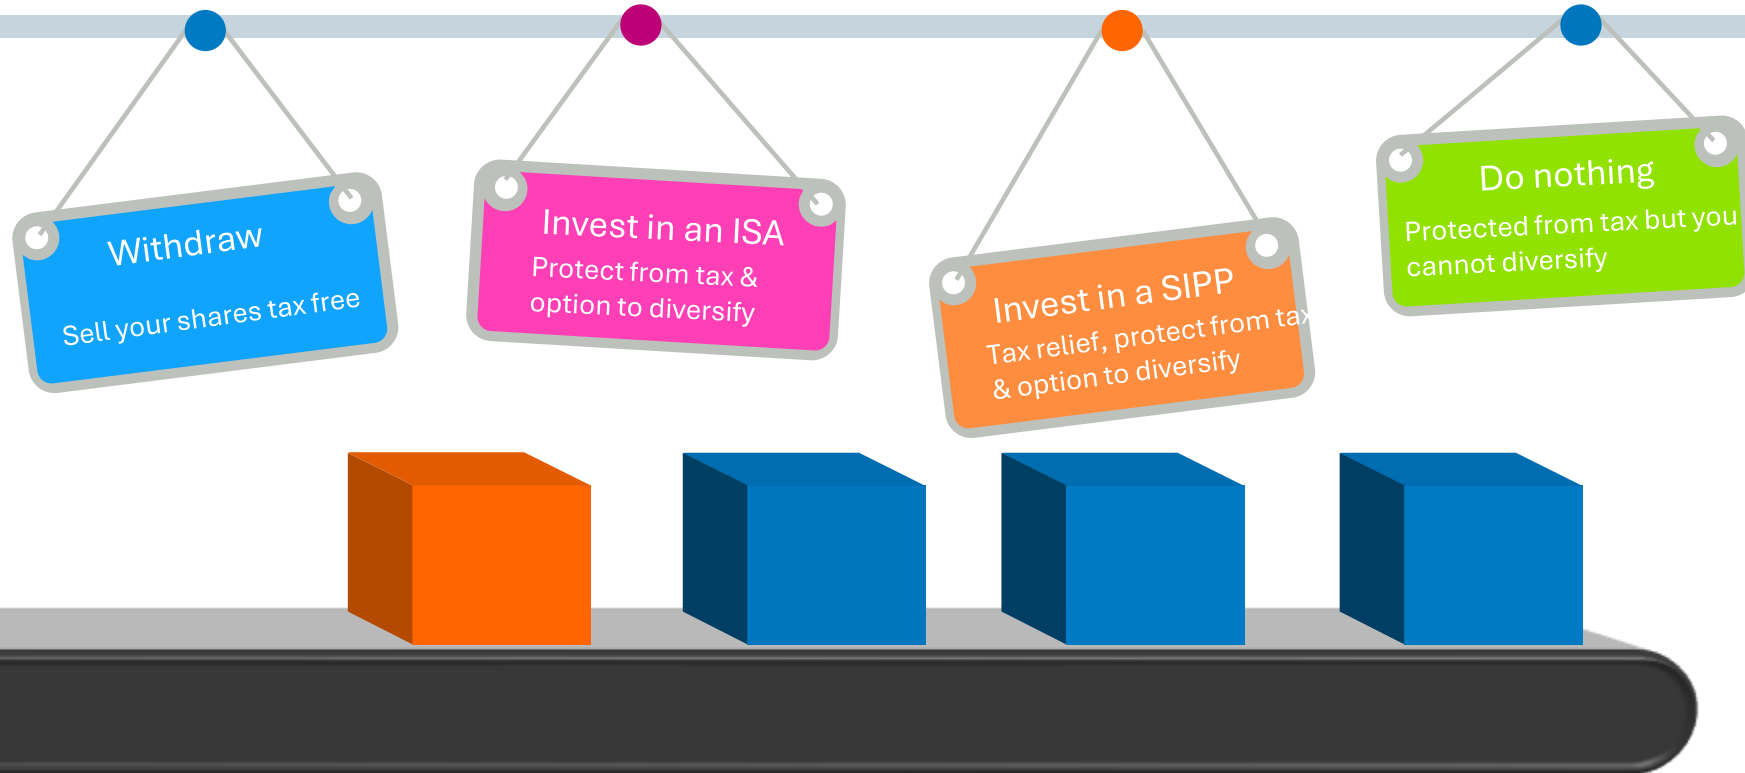 Withdraw
Sell your shares tax free
Invest in an ISA
Protect from tax &
option to diversify
Invest in a SIPP
Tax relief, protect from tax
& option to diversify
Do nothing
Protected from tax but you
cannot diversify